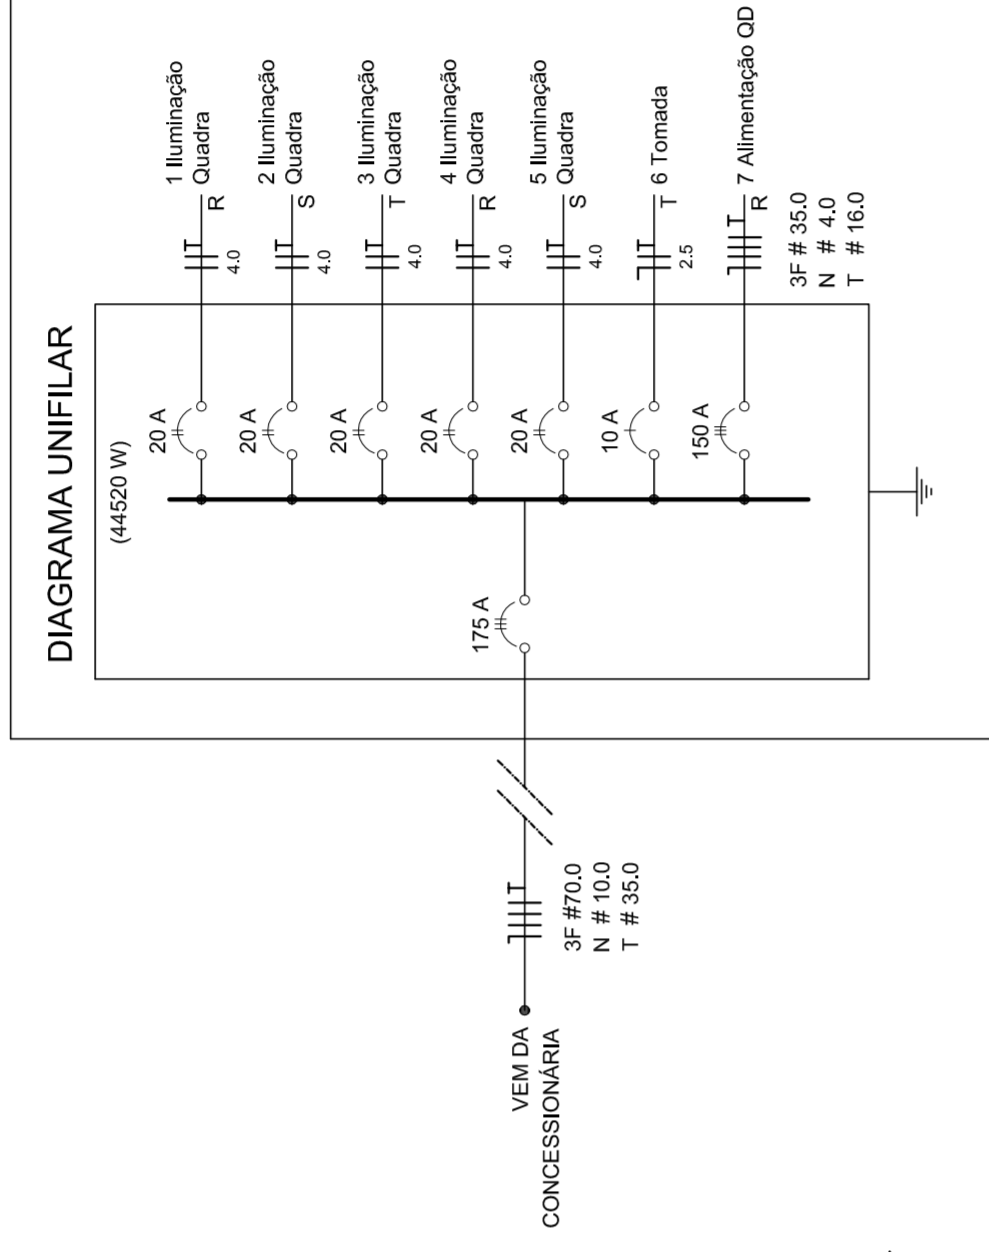 DIAGRAMA UNIFILAR
(44520 W)
VEM DA
CONCESSIONÁRIA
3F #70.0
N # 10.0
T # 35.0
175 A
20 A
4.0
R
1 Iluminação
Quadra
20 A
4.0
S
2 Iluminação
Quadra
20 A
4.0
T
3 Iluminação
Quadra
20 A
4.0
R
4 Iluminação
Quadra
20 A
4.0
S
5 Iluminação
Quadra
10 A
2.5
T
6 Tomada
150 A
R
7 Alimentação QD
3F # 35.0
N # 4.0
T # 16.0